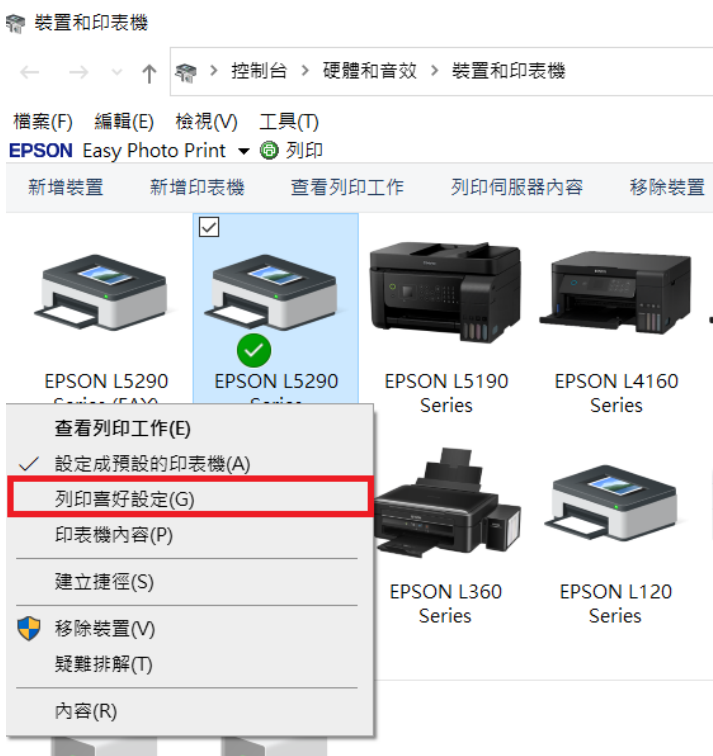 裝置和印表機
控制台 > 硬體和音效 > 裝置和印表機
檔案(F) 編輯(E) 檢視(V) 工具(T)
EPSON Easy Photo Print 列印
新增裝置 新增印表機 查看列印工作 列印伺服器內容 移除裝置
EPSON L5290 EPSON L5290 EPSON L5190 EPSON L4160
Series (FAX) Series Series Series
查看列印工作(E)
設定成預設的印表機(A)
列印喜好設定(G)
印表機內容(P)
建立捷徑(S)
移除裝置(V)
疑難排解(T)
內容(R)
EPSON L360 EPSON L120
Series Series